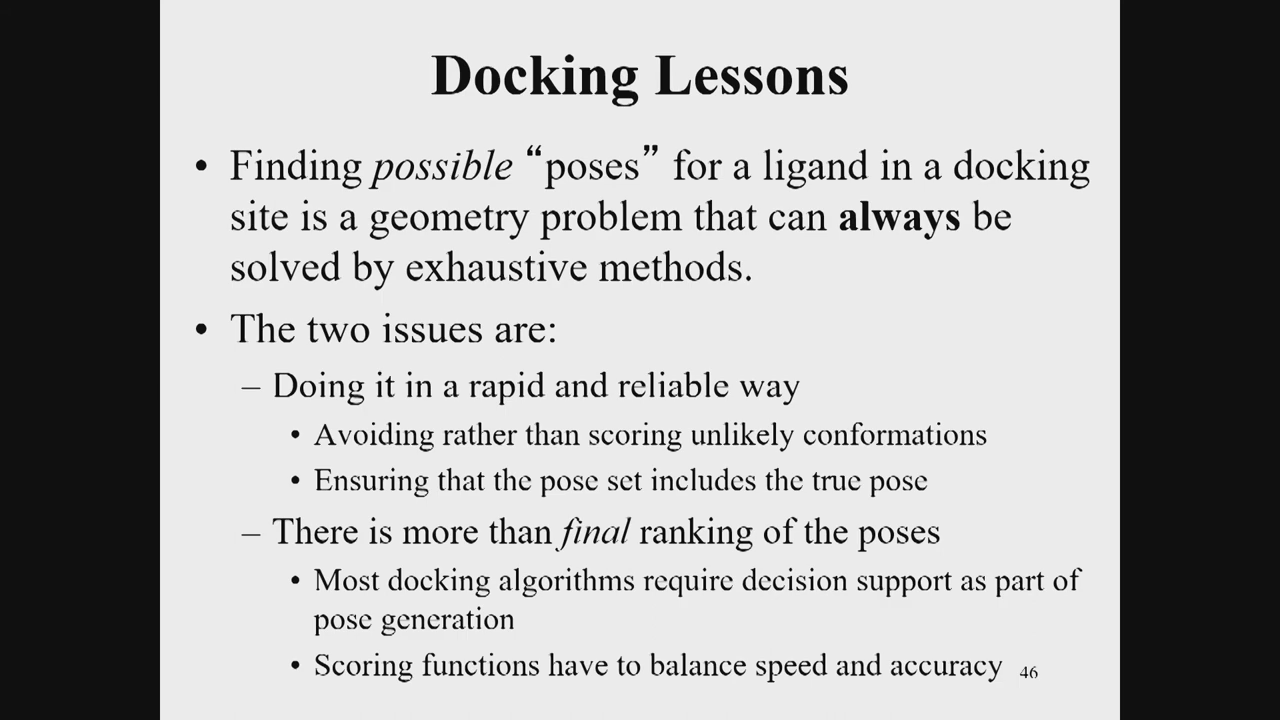 Docking Lessons
• Finding possible “poses” for a ligand in a docking
site is a geometry problem that can always be
solved by exhaustive methods.
• The two issues are:
– Doing it in a rapid and reliable way
• Avoiding rather than scoring unlikely conformations
• Ensuring that the pose set includes the true pose
– There is more than final ranking of the poses
• Most docking algorithms require decision support as part of
pose generation
• Scoring functions have to balance speed and accuracy
46